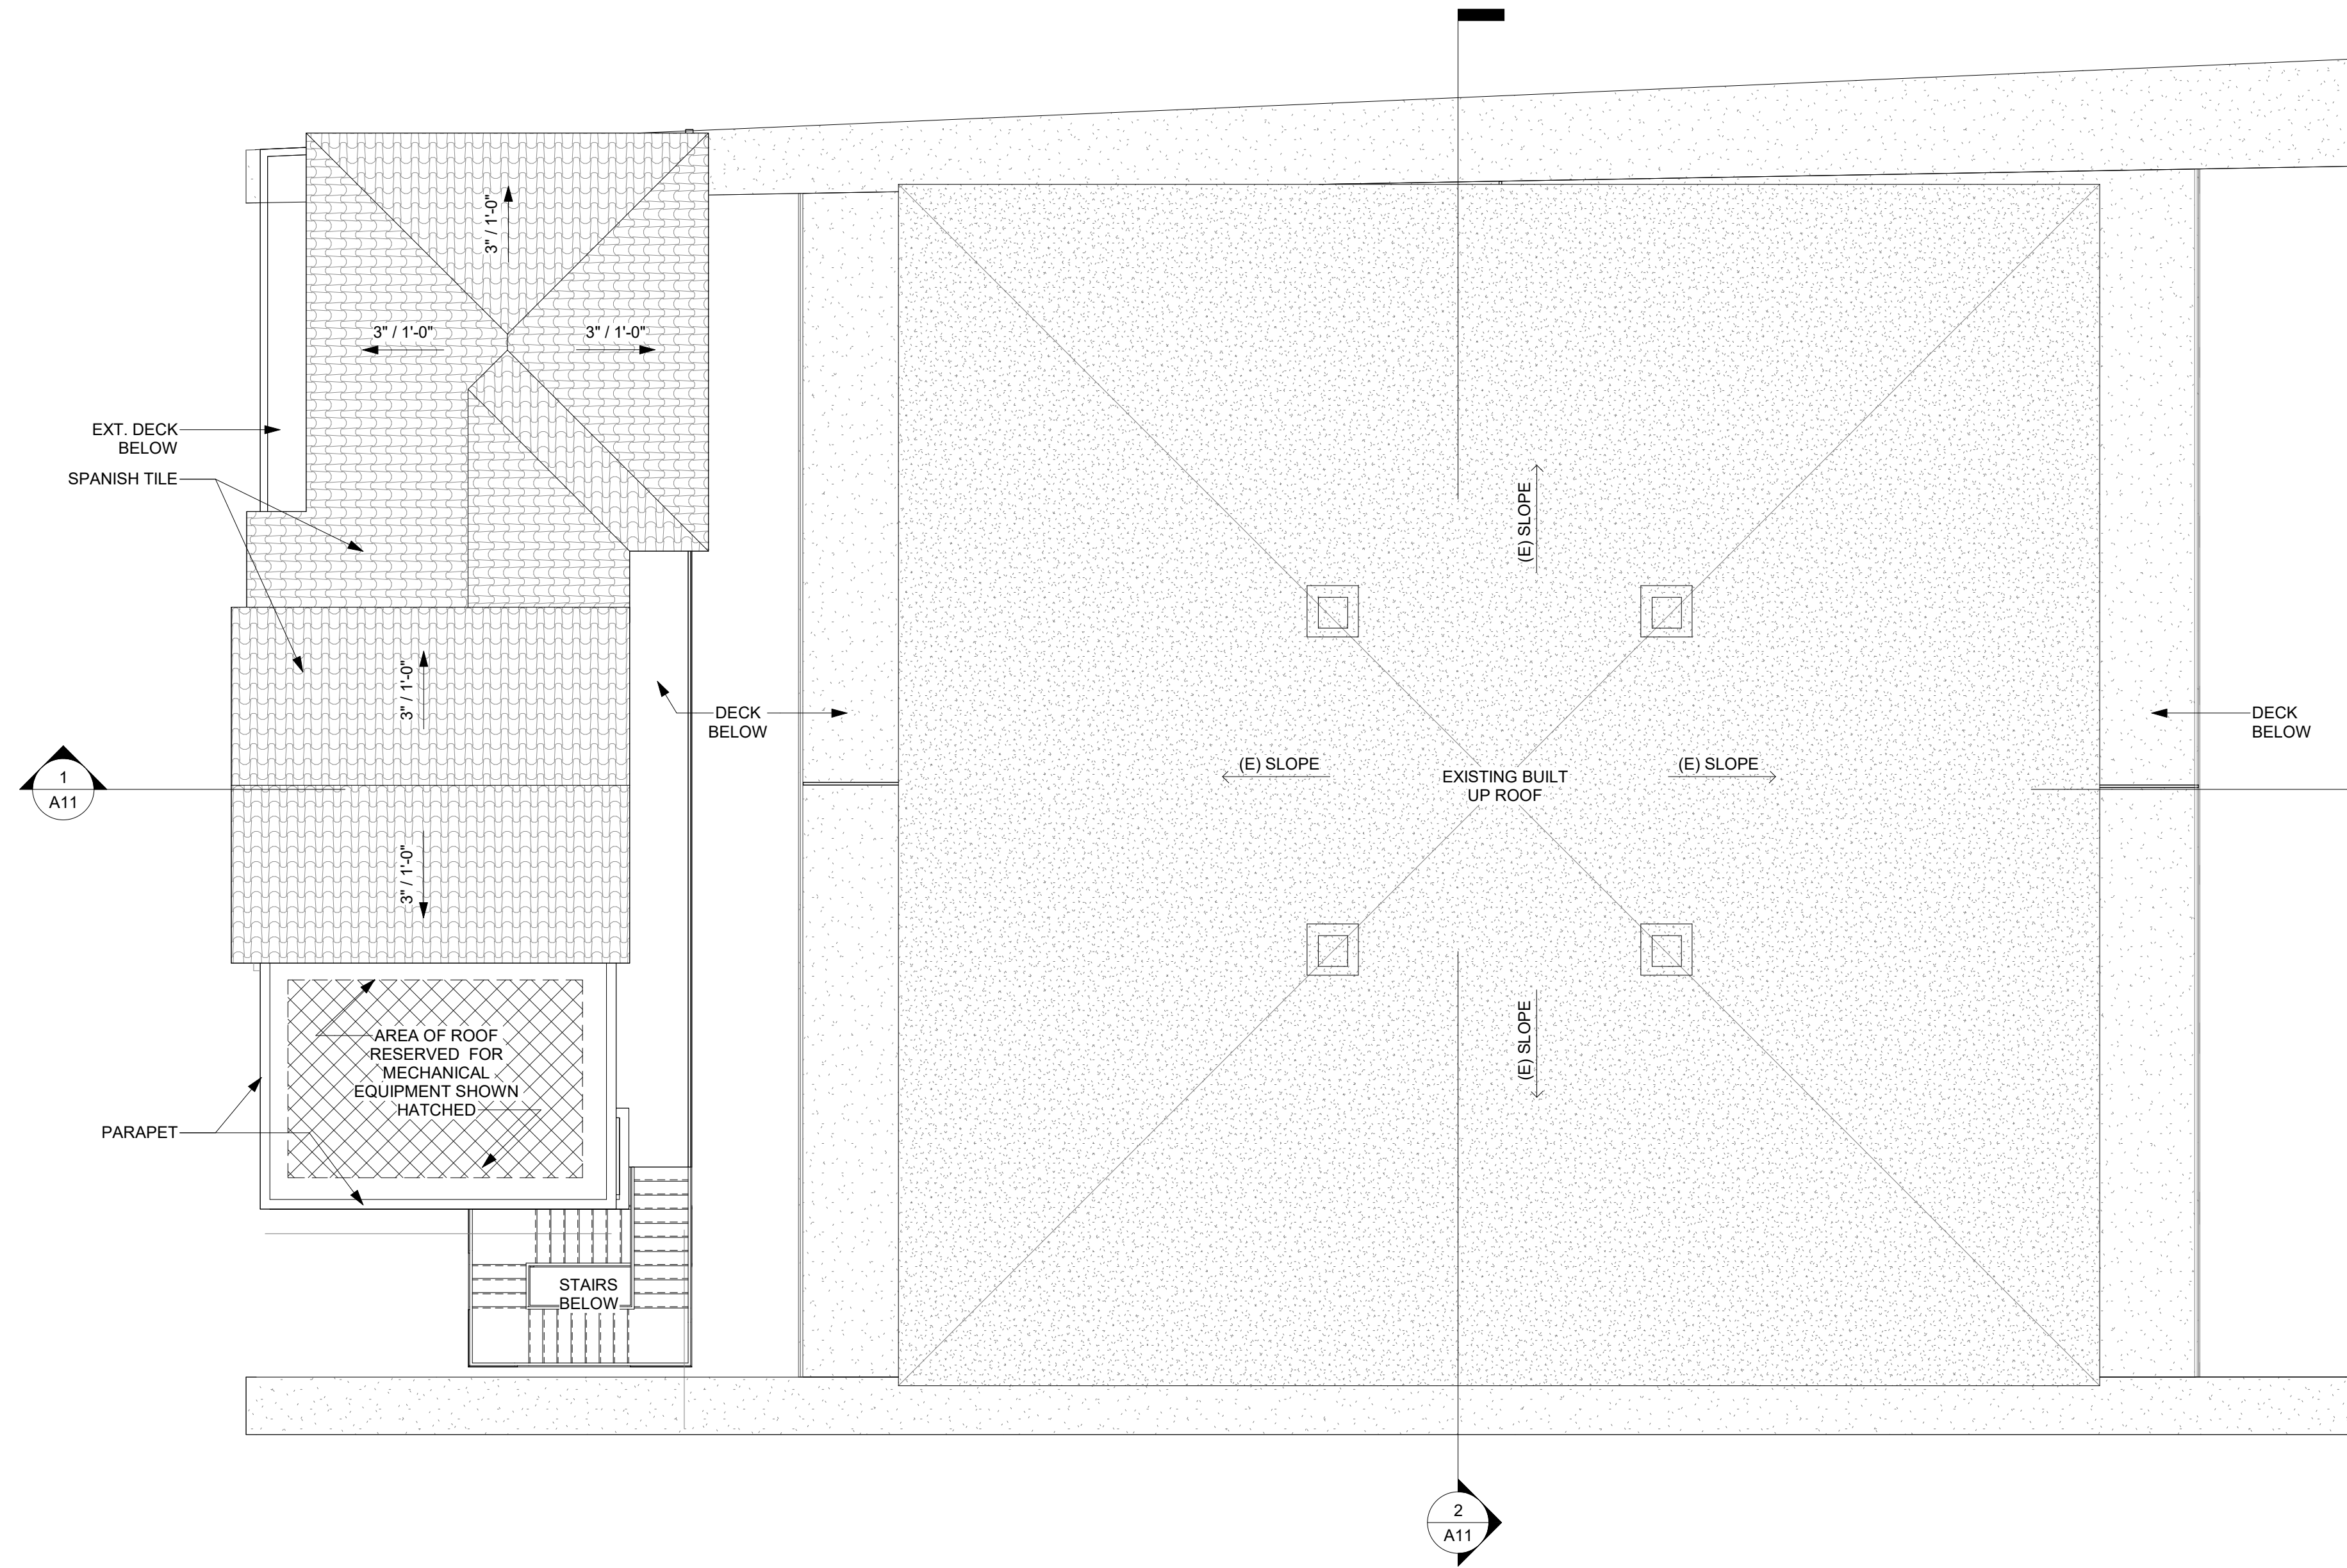 3" / 1'-0"
3" / 1'-0"
3" / 1'-0"
EXT. DECK
BELOW
SPANISH TILE
(E) SLOPE
3" / 1'-0"
DECK
BELOW
DECK
BELOW
1
A11
(E) SLOPE
EXISTING BUILT
UP ROOF
(E) SLOPE
3" / 1'-0"
AREA OF ROOF
RESERVED FOR
MECHANICAL
EQUIPMENT SHOWN
HATCHED
(E) SLOPE
PARAPET
STAIRS
BELOW
2
A11